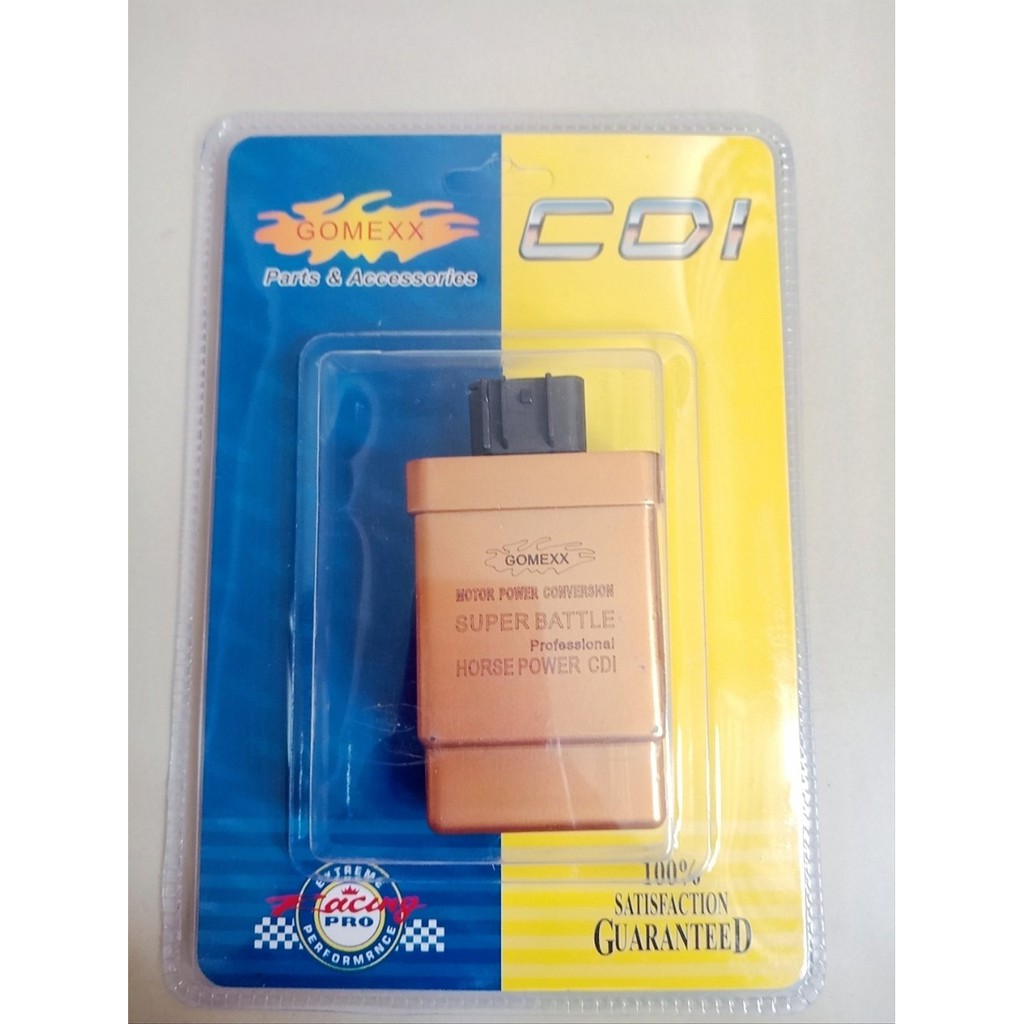 GOMEXX
Parts & Accessories
CDI
GOMEXX
MOTOR POWER CONVERSION
SUPER BATTLE
Professional
HORSE POWER CDI
EXTREME
Racing
PRO
PERFORMANCE
100%
SATISFACTION
GUARANTEED